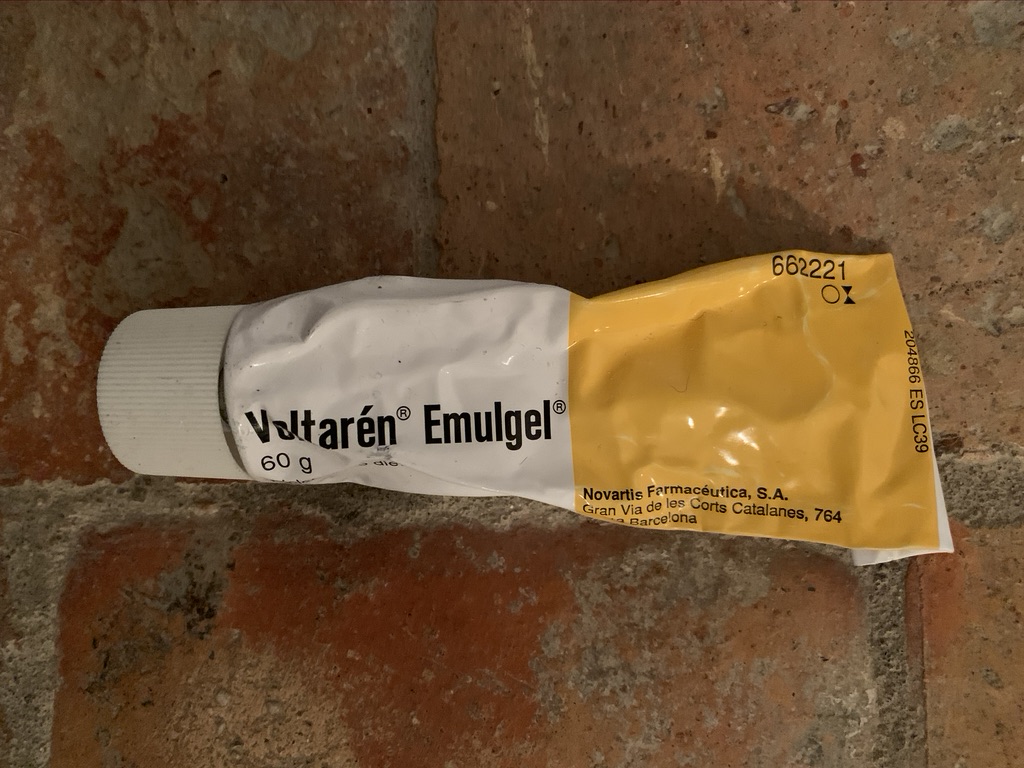 662221
204866 ES LC39
Voltarén® Emulgel®
60 g
Novartis Farmacéutica, S.A.
Gran Via de les Corts Catalanes, 764
Barcelona